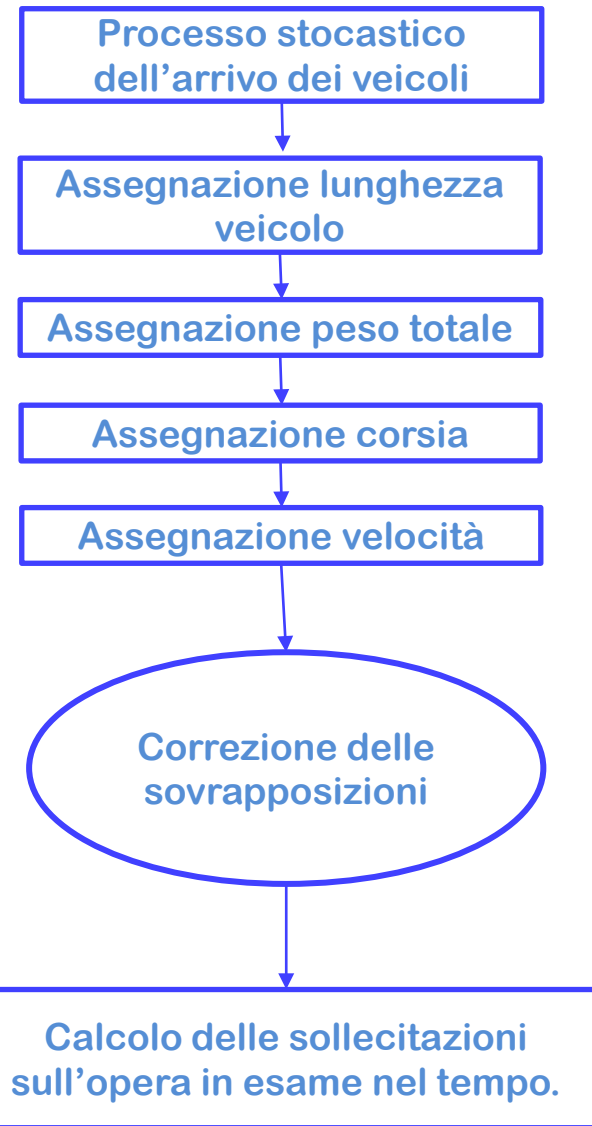 Processo stocastico
dell’arrivo dei veicoli
Assegnazione lunghezza
veicolo
Assegnazione peso totale
Assegnazione corsia
Assegnazione velocità
Correzione delle
sovrapposizioni
Calcolo delle sollecitazioni
sull’opera in esame nel tempo.